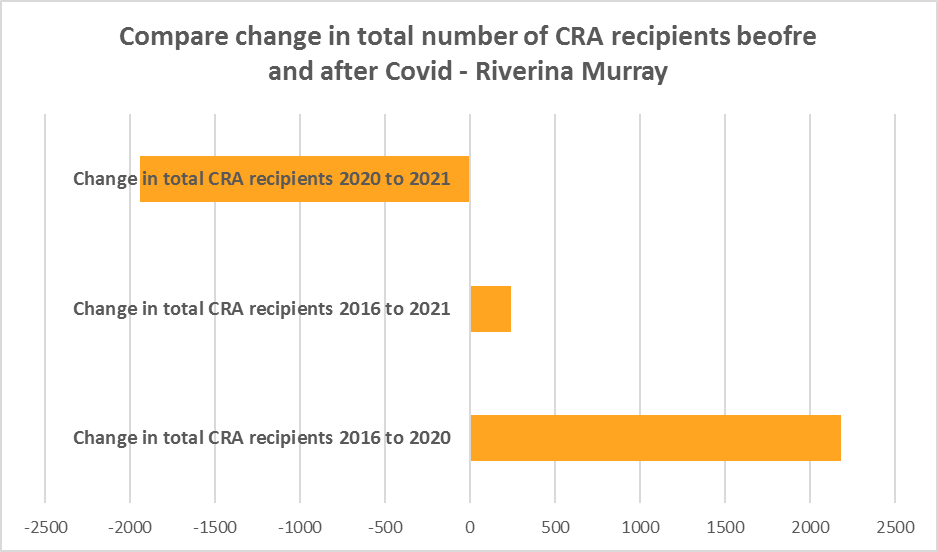 Compare change in total number of CRA recipients beofre
and after Covid - Riverina Murray
Change in total CRA recipients 2020 to 2021
Change in total CRA recipients 2016 to 2021
Change in total CRA recipients 2016 to 2020
-2500 -2000 -1500 -1000 -500 0 500 1000 1500 2000 2500